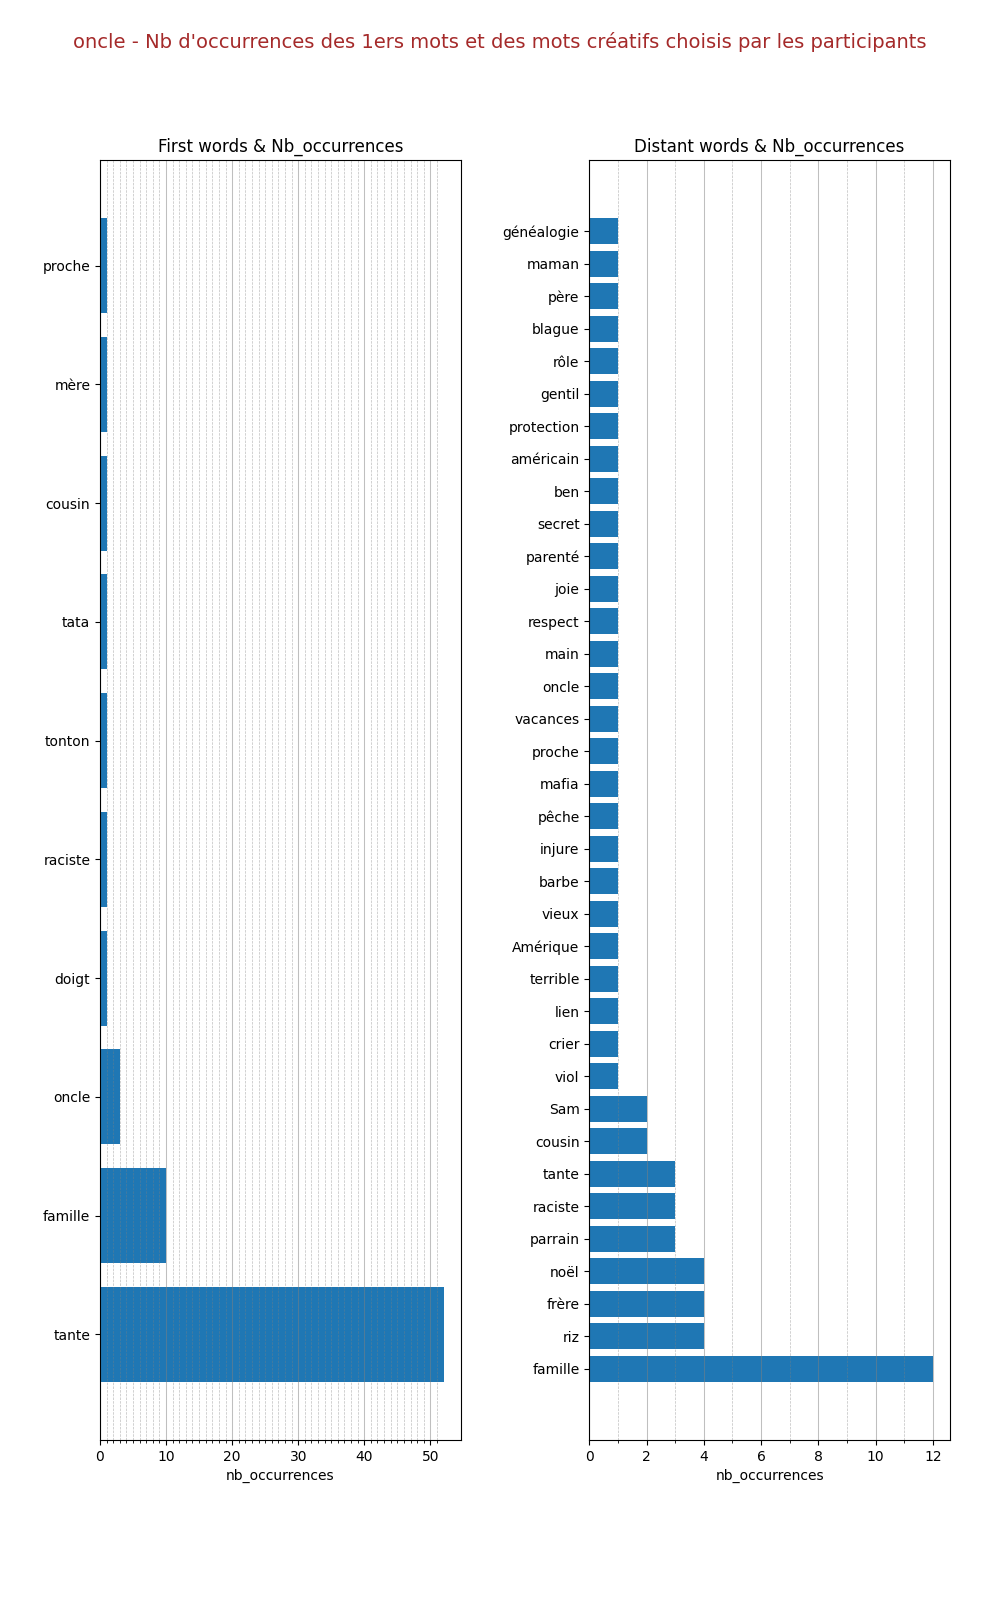 oncle - Nb d'occurrences des 1ers mots et des mots créatifs choisis par les participants
First words & Nb_occurrences
proche
mère
cousin
tata
tonton
raciste
doigt
oncle
famille
tante
0 10 20 30 40 50
nb_occurrences
Distant words & Nb_occurrences
généalogie
maman
père
blague
rôle
gentil
protection
américain
ben
secret
parenté
joie
respect
main
oncle
vacances
proche
mafia
pêche
injure
barbe
vieux
Amérique
terrible
lien
crier
viol
Sam
cousin
tante
raciste
parrain
noël
frère
riz
famille
0 2 4 6 8 10 12
nb_occurrences